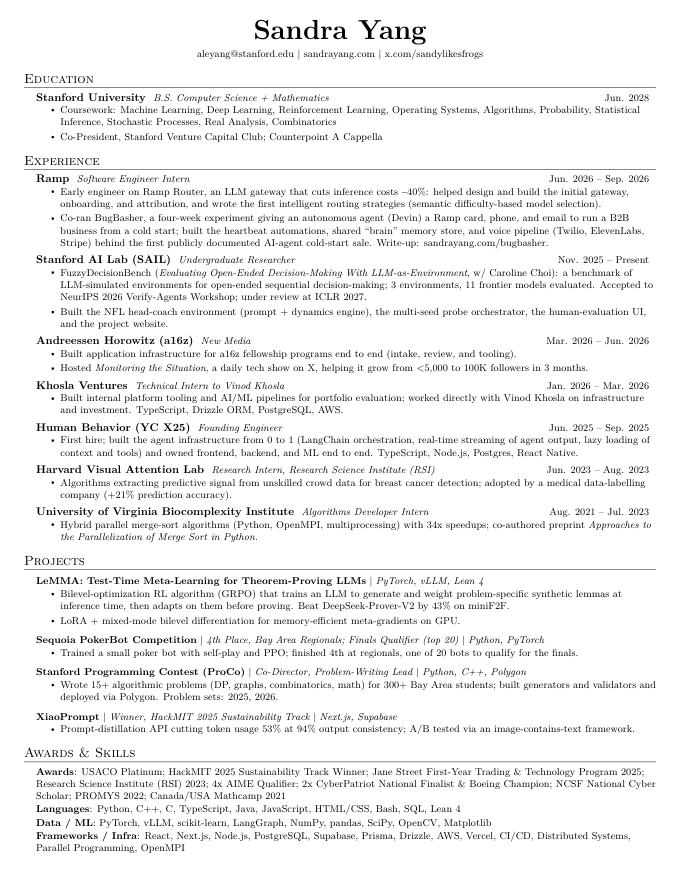 Sandra Yang
aleyang@stanford.edu | sandrayang.com | x.com/sandylikesfrogs
Education
Stanford University B.S. Computer Science + Mathematics Jun. 2028
• Coursework: Machine Learning, Deep Learning, Reinforcement Learning, Operating Systems, Algorithms, Probability, Statistical
Inference, Stochastic Processes, Real Analysis, Combinatorics
• Co-President, Stanford Venture Capital Club; Counterpoint A Cappella
Experience
Ramp Software Engineer Intern Jun. 2026 – Sep. 2026
• Early engineer on Ramp Router, an LLM gateway that cuts inference costs ~40%: helped design and build the initial gateway,
onboarding, and attribution, and wrote the first intelligent routing strategies (semantic difficulty-based model selection).
• Co-ran BugBasher, a four-week experiment giving an autonomous agent (Devin) a Ramp card, phone, and email to run a B2B
business from a cold start; built the heartbeat automations, shared “brain” memory store, and voice pipeline (Twilio, ElevenLabs,
Stripe) behind the first publicly documented AI-agent cold-start sale. Write-up: sandrayang.com/bugbasher.
Stanford AI Lab (SAIL) Undergraduate Researcher Nov. 2025 – Present
• FuzzyDecisionBench (Evaluating Open-Ended Decision-Making With LLM-as-Environment, w/ Caroline Choi): a benchmark of
LLM-simulated environments for open-ended sequential decision-making; 3 environments, 11 frontier models evaluated. Accepted to
NeurIPS 2026 Verify-Agents Workshop; under review at ICLR 2027.
• Built the NFL head-coach environment (prompt + dynamics engine), the multi-seed probe orchestrator, the human-evaluation UI,
and the project website.
Andreessen Horowitz (a16z) New Media Mar. 2026 – Jun. 2026
• Built application infrastructure for a16z fellowship programs end to end (intake, review, and tooling).
• Hosted Monitoring the Situation, a daily tech show on X, helping it grow from <5,000 to 100K followers in 3 months.
Khosla Ventures Technical Intern to Vinod Khosla Jan. 2026 – Mar. 2026
• Built internal platform tooling and AI/ML pipelines for portfolio evaluation; worked directly with Vinod Khosla on infrastructure
and investment. TypeScript, Drizzle ORM, PostgreSQL, AWS.
Human Behavior (YC X25) Founding Engineer Jun. 2025 – Sep. 2025
• First hire; built the agent infrastructure from 0 to 1 (LangChain orchestration, real-time streaming of agent output, lazy loading of
context and tools) and owned frontend, backend, and ML end to end. TypeScript, Node.js, Postgres, React Native.
Harvard Visual Attention Lab Research Intern, Research Science Institute (RSI) Jun. 2023 – Aug. 2023
• Algorithms extracting predictive signal from unskilled crowd data for breast cancer detection; adopted by a medical data-labelling
company (+21% prediction accuracy).
University of Virginia Biocomplexity Institute Algorithms Developer Intern Aug. 2021 – Jul. 2023
• Hybrid parallel merge-sort algorithms (Python, OpenMPI, multiprocessing) with 34x speedups; co-authored preprint Approaches to
the Parallelization of Merge Sort in Python.
Projects
LeMMA: Test-Time Meta-Learning for Theorem-Proving LLMs | PyTorch, vLLM, Lean 4
• Bilevel-optimization RL algorithm (GRPO) that trains an LLM to generate and weight problem-specific synthetic lemmas at
inference time, then adapts on them before proving. Beat DeepSeek-Prover-V2 by 43% on miniF2F.
• LoRA + mixed-mode bilevel differentiation for memory-efficient meta-gradients on GPU.
Sequoia PokerBot Competition | 4th Place, Bay Area Regionals; Finals Qualifier (top 20) | Python, PyTorch
• Trained a small poker bot with self-play and PPO; finished 4th at regionals, one of 20 bots to qualify for the finals.
Stanford Programming Contest (ProCo) | Co-Director, Problem-Writing Lead | Python, C++, Polygon
• Wrote 15+ algorithmic problems (DP, graphs, combinatorics, math) for 300+ Bay Area students; built generators and validators and
deployed via Polygon. Problem sets: 2025, 2026.
XiaoPrompt | Winner, HackMIT 2025 Sustainability Track | Next.js, Supabase
• Prompt-distillation API cutting token usage 53% at 94% output consistency; A/B tested via an image-contains-text framework.
Awards & Skills
Awards: USACO Platinum; HackMIT 2025 Sustainability Track Winner; Jane Street First-Year Trading & Technology Program 2025;
Research Science Institute (RSI) 2023; 4x AIME Qualifier; 2x CyberPatriot National Finalist & Boeing Champion; NCSF National Cyber
Scholar; PROMYS 2022; Canada/USA Mathcamp 2021
Languages: Python, C++, C, TypeScript, Java, JavaScript, HTML/CSS, Bash, SQL, Lean 4
Data / ML: PyTorch, vLLM, scikit-learn, LangGraph, NumPy, pandas, SciPy, OpenCV, Matplotlib
Frameworks / Infra: React, Next.js, Node.js, PostgreSQL, Supabase, Prisma, Drizzle, AWS, Vercel, CI/CD, Distributed Systems,
Parallel Programming, OpenMPI